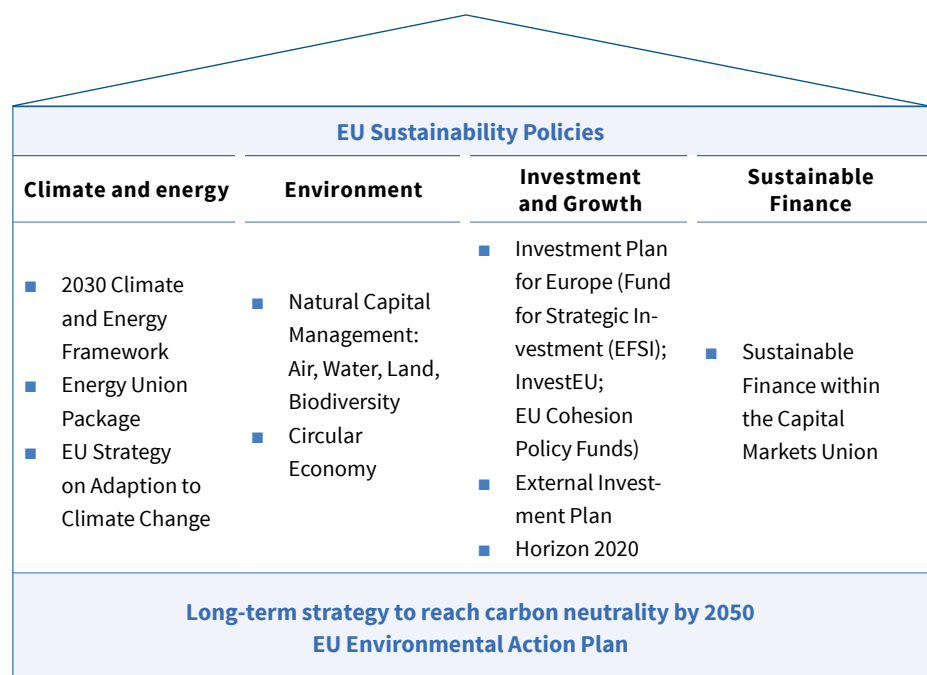 EU Sustainability Policies
Climate and energy
■ 2030 Climate
and Energy
Framework
■ Energy Union
Package
■ EU Strategy
on Adaption to
Climate Change
Environment
■ Natural Capital
Management:
Air, Water, Land,
Biodiversity
■ Circular
Economy
Investment
and Growth
■ Investment Plan
for Europe (Fund
for Strategic In-
vestment (EFSI);
InvestEU;
EU Cohesion
Policy Funds)
■ External Invest-
ment Plan
■ Horizon 2020
Sustainable
Finance
■ Sustainable
Finance within
the Capital
Markets Union
Long-term strategy to reach carbon neutrality by 2050
EU Environmental Action Plan